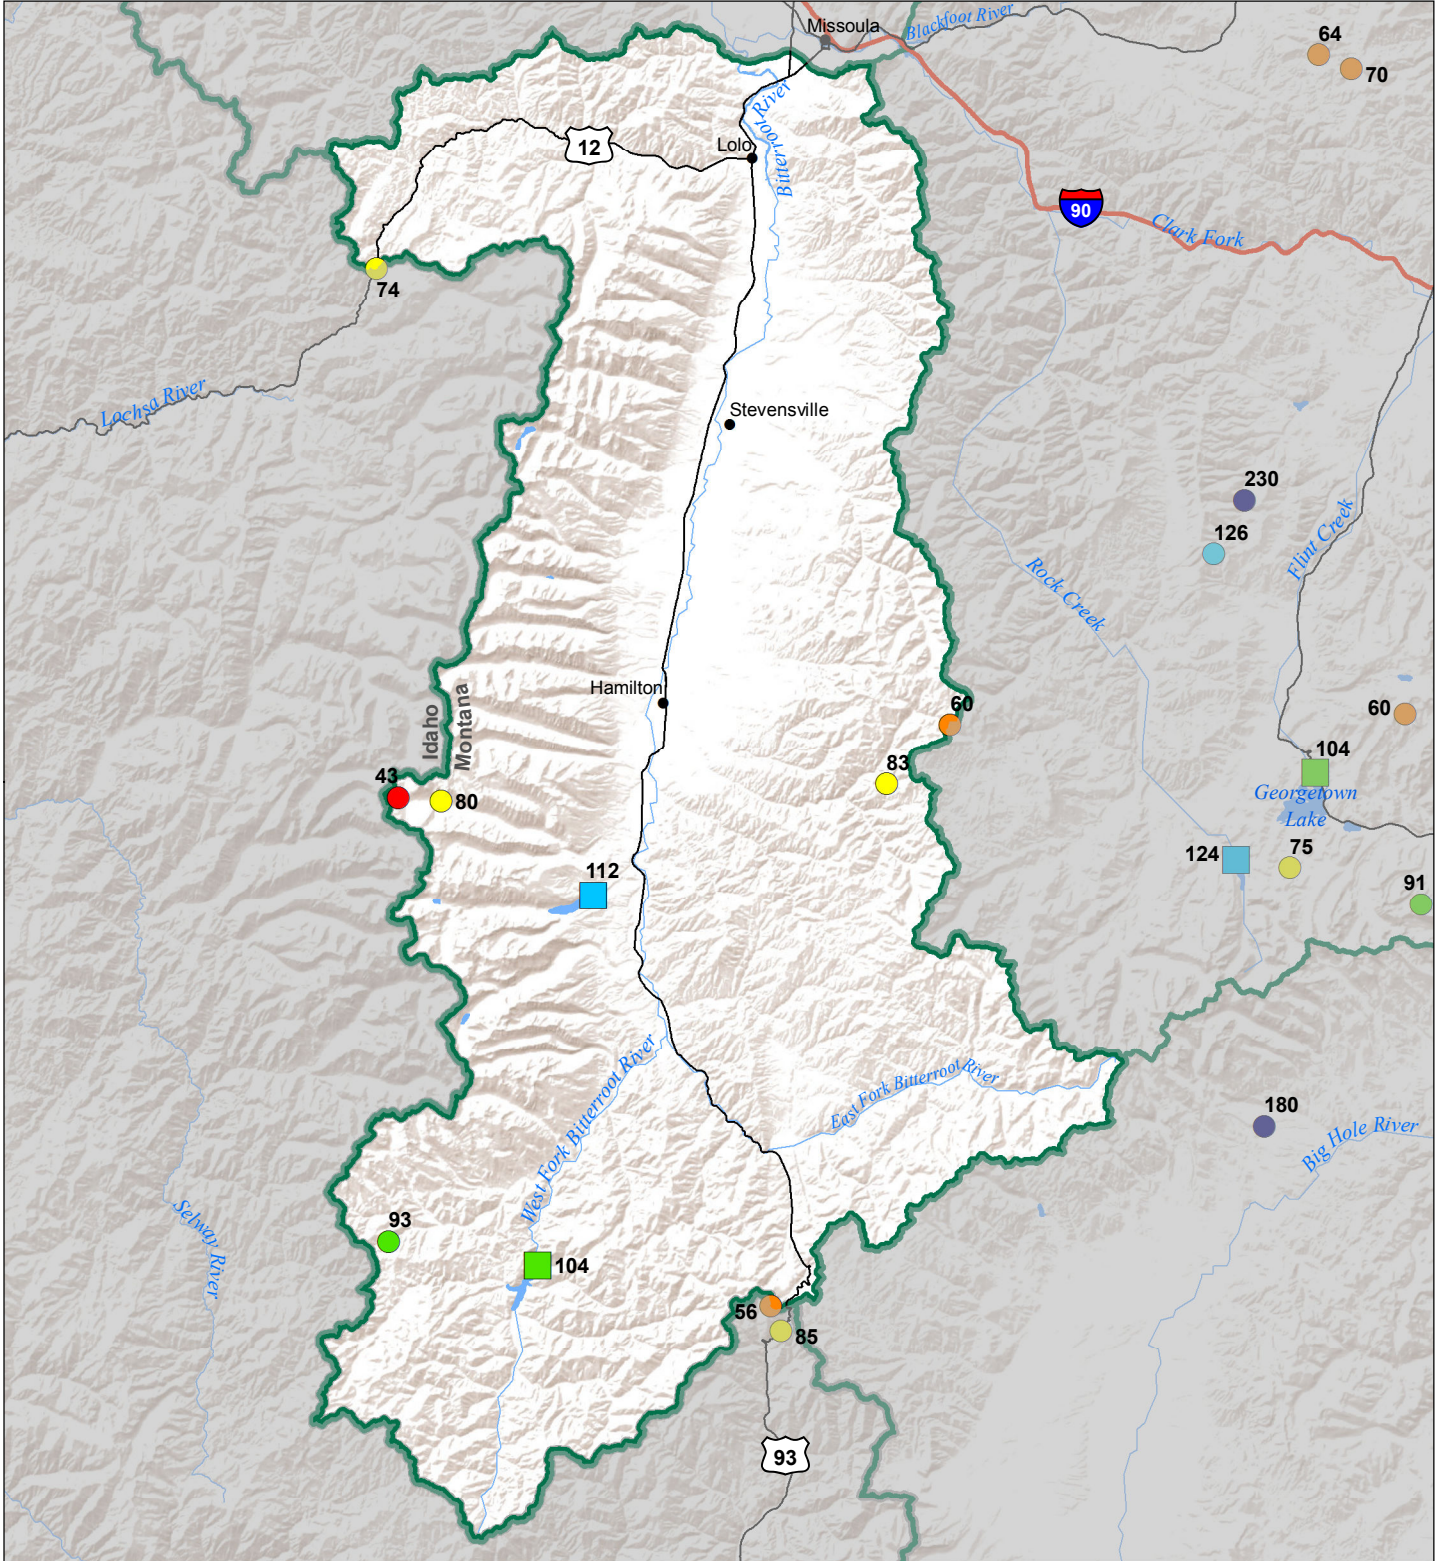 Missoula
Blackfoot River
64
70
Bitterroot River
12
Lolo
90
Clark Fork
74
Lochsa River
Stevensville
230
126
Flint Creek
Rock Creek
Hamilton
Idaho
Montana
60
60
104
83
43
80
Georgetown
Lake
112
124
75
91
West Fork Bitterroot River
East Fork Bitterroot River
180
Big Hole River
Selway River
93
104
56
85
93